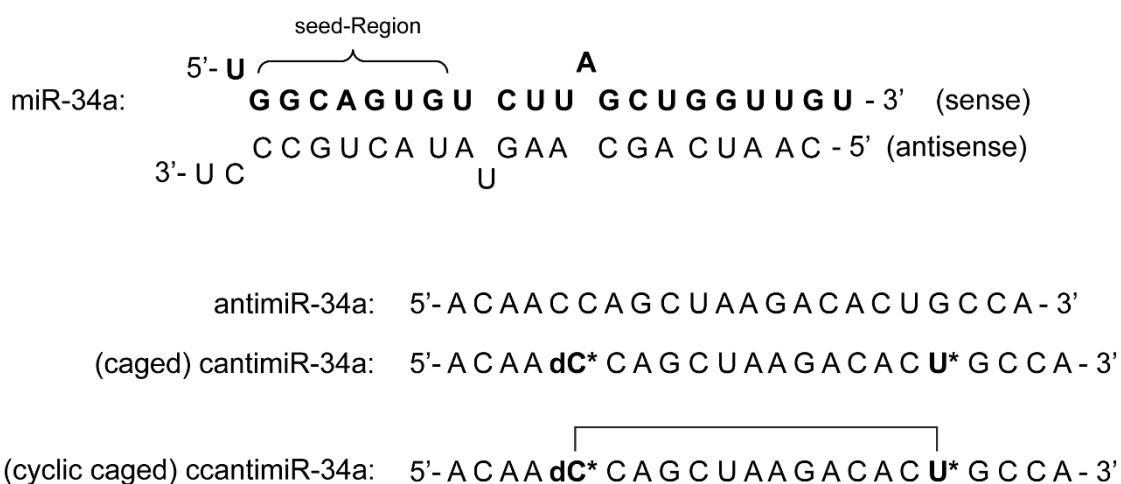 seed-Region
5’- U A
miR-34a: G G C A G U G U C U U G C U G G U U G U - 3’ (sense)
C C G U C A U A G A A C G A C U A A C - 5’ (antisense)
3’- U C U
antimiR-34a: 5’- A C A A C C A G C U A A G A C A C U G C C A - 3’
(caged) cantimiR-34a: 5’- A C A A dC* C A G C U A A G A C A C U* G C C A - 3’
(cyclic caged) ccantimiR-34a: 5’- A C A A dC* C A G C U A A G A C A C U* G C C A - 3’